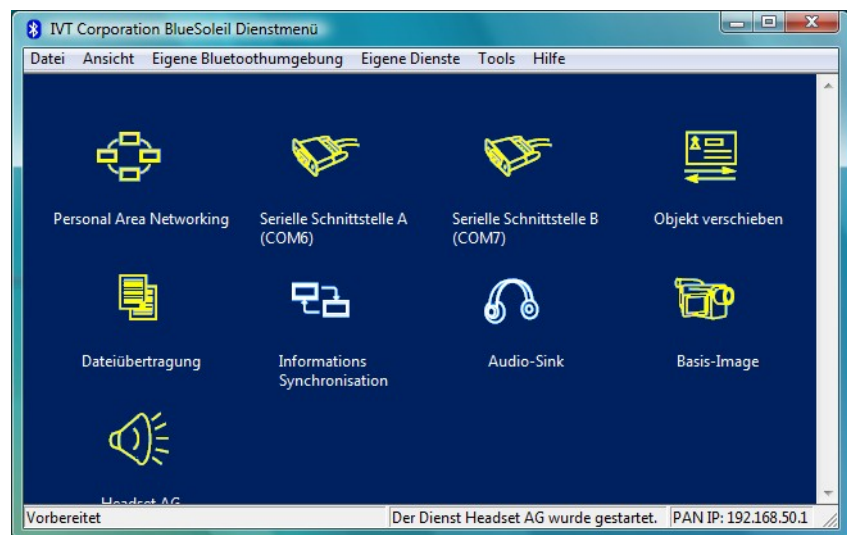 IVT Corporation BlueSoleil Dienstmenü
Datei Ansicht Eigene Bluetoothumgebung Eigene Dienste Tools Hilfe
Personal Area Networking
Serielle Schnittstelle A
(COM6)
Serielle Schnittstelle B
(COM7)
Objekt verschieben
Dateiübertragung
Informations
Synchronisation
Audio-Sink
Basis-Image
Headset AG
Vorbereitet
Der Dienst Headset AG wurde gestartet.
PAN IP: 192.168.50.1